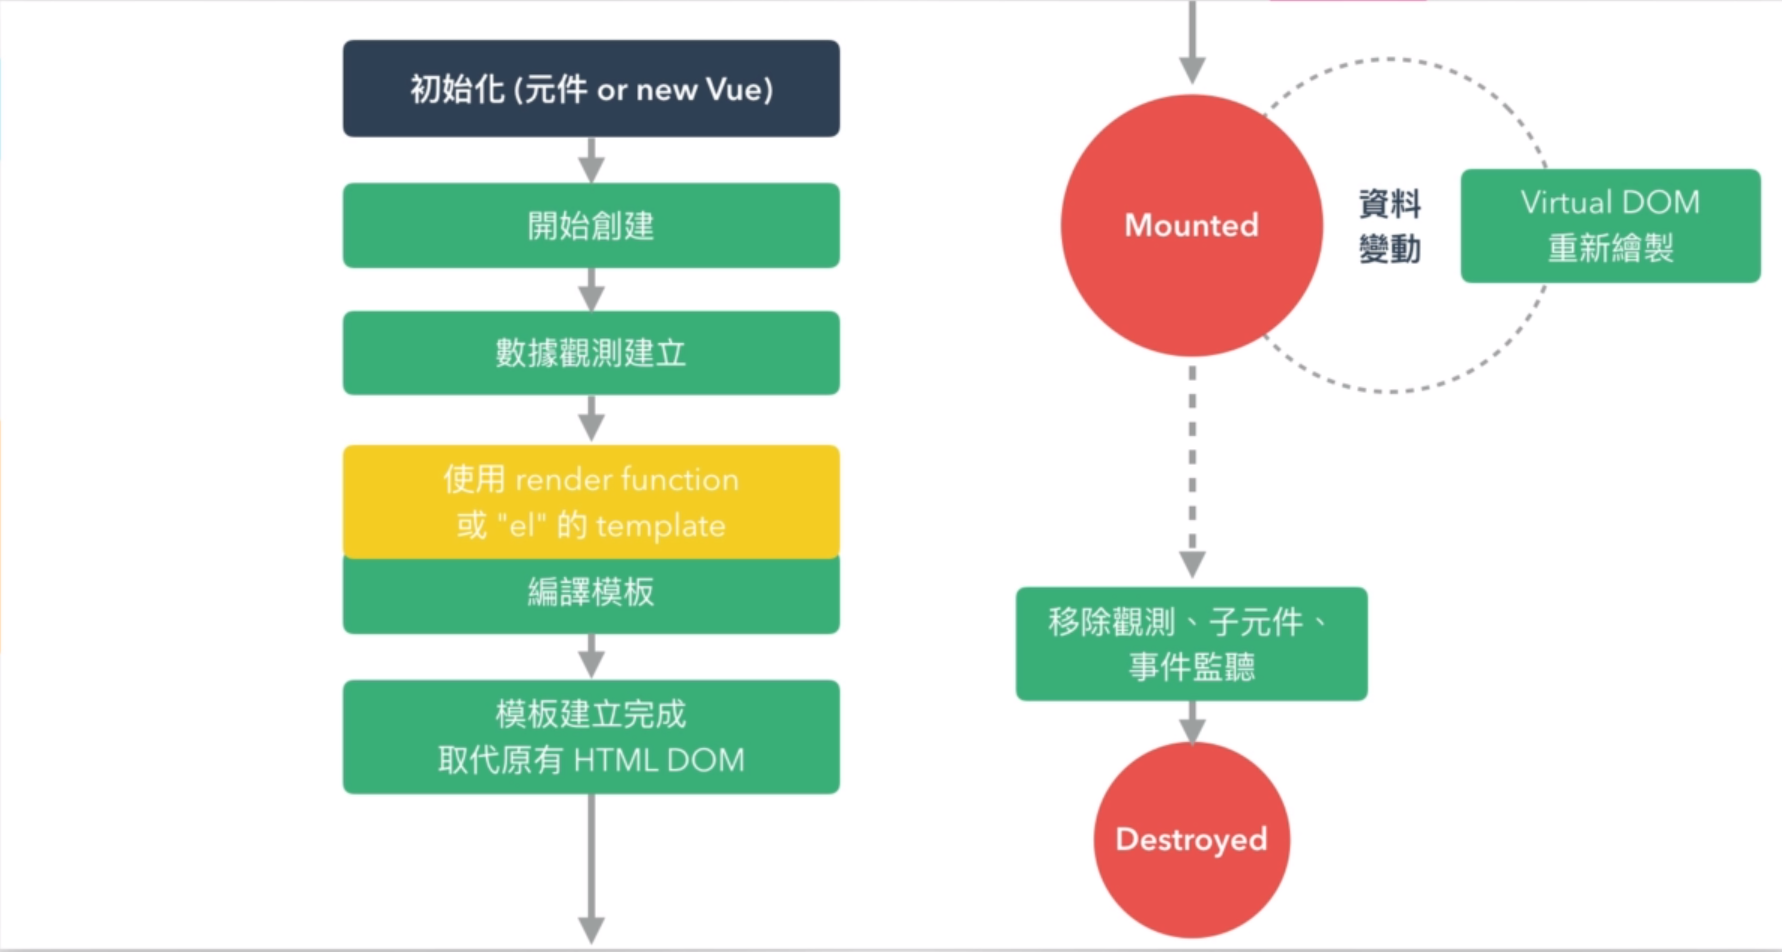 初始化 (元件 or new Vue)
開始創建
數據觀測建立
使用 render function
或 "el" 的 template
編譯模板
模板建立完成
取代原有 HTML DOM
Mounted
資料
變動
Virtual DOM
重新繪製
移除觀測、子元件、
事件監聽
Destroyed